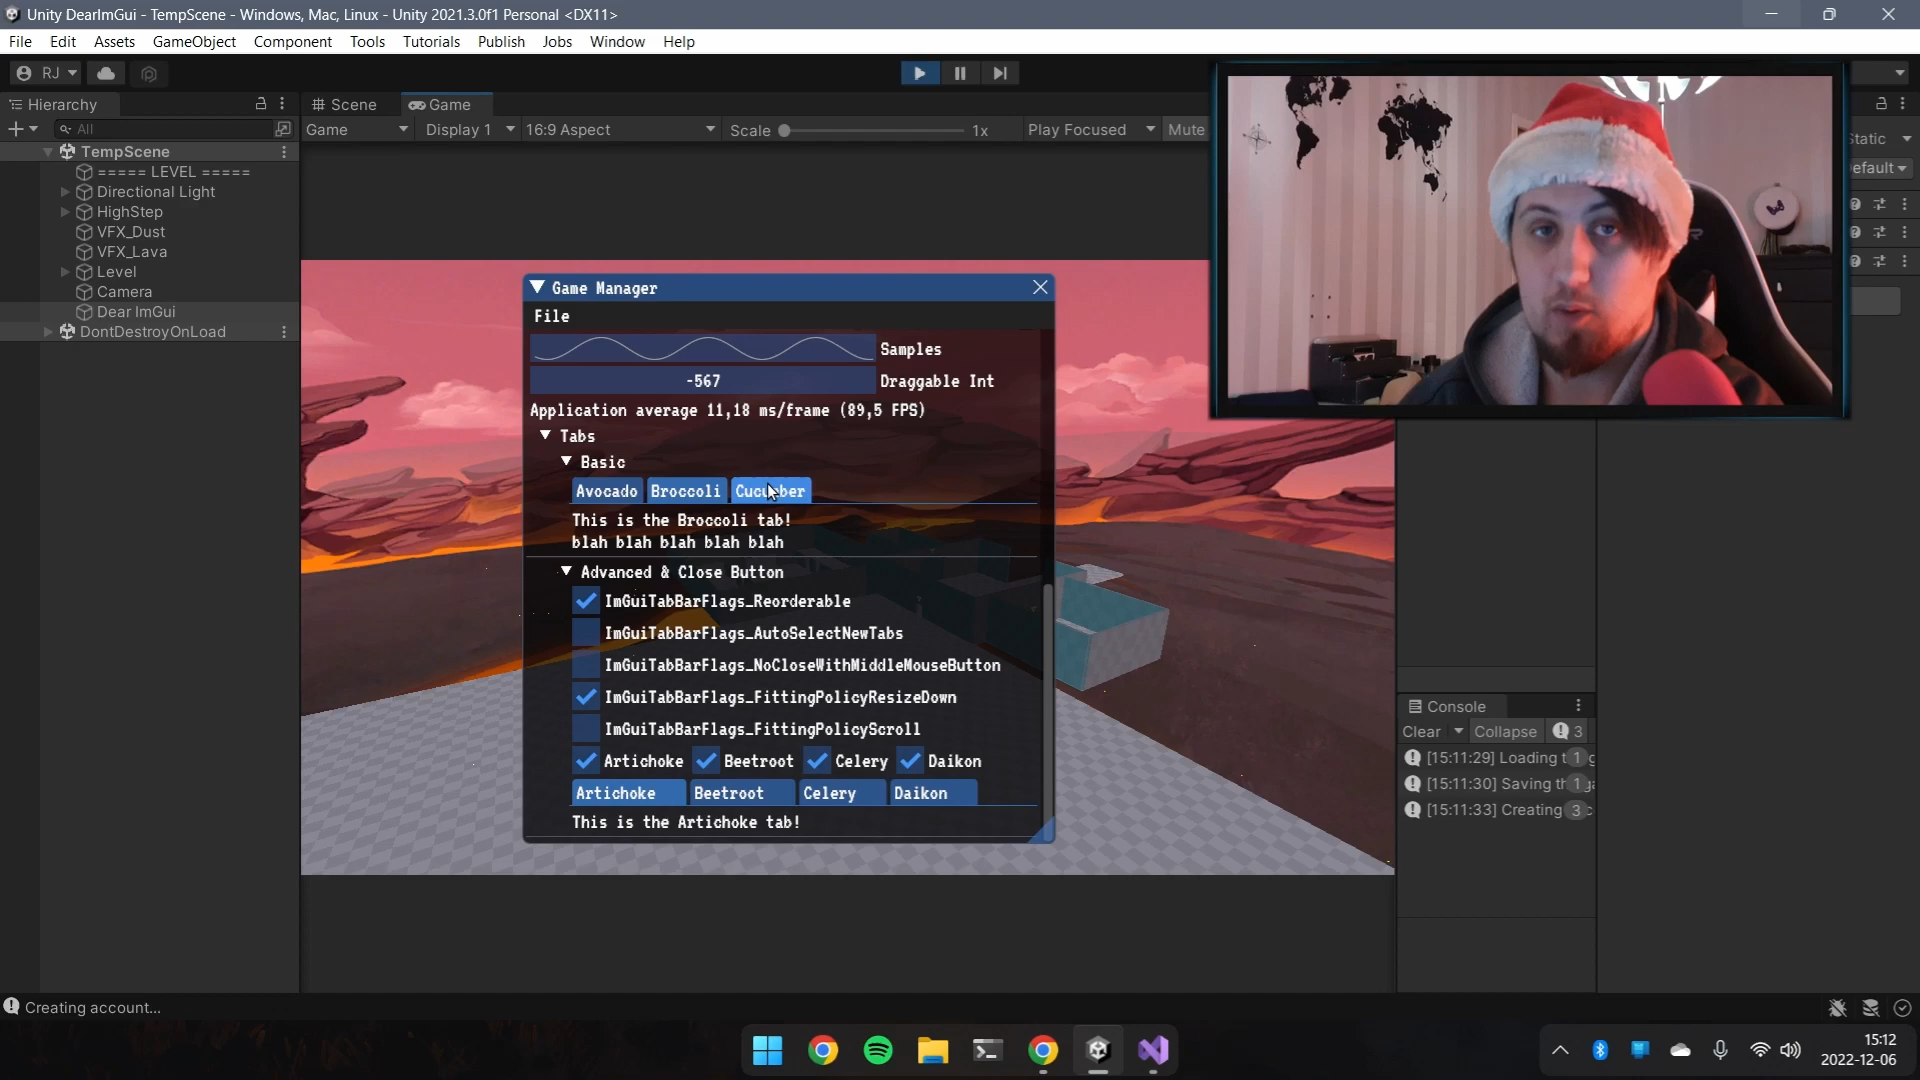 Unity DearImGui - TempScene - Windows, Mac, Linux - Unity 2021.3.0f1 Personal <DX11>
File Edit Assets GameObject Component Tools Tutorials Publish Jobs Window Help
RJ
Hierarchy
All
TempScene
===== LEVEL =====
Directional Light
HighStep
VFX_Dust
VFX_Lava
Level
Camera
Dear ImGui
DontDestroyOnLoad
Scene Game
Game Display 1 16:9 Aspect Scale 1x Play Focused Mute
Static
efault
Game Manager
File
Samples
-567 Draggable Int
Application average 11,18 ms/frame (89,5 FPS)
Tabs
Basic
Avocado Broccoli Cucumber
This is the Broccoli tab!
blah blah blah blah blah
Advanced & Close Button
ImGuiTabBarFlags_Reorderable
ImGuiTabBarFlags_AutoSelectNewTabs
ImGuiTabBarFlags_NoCloseWithMiddleMouseButton
ImGuiTabBarFlags_FittingPolicyResizeDown
ImGuiTabBarFlags_FittingPolicyScroll
Artichoke Beetroot Celery Daikon
Artichoke Beetroot Celery Daikon
This is the Artichoke tab!
Console
Clear Collapse 3
[15:11:29] Loading 1
[15:11:30] Saving 1
[15:11:33] Creating 3
Creating account...
15:12
2022-12-06